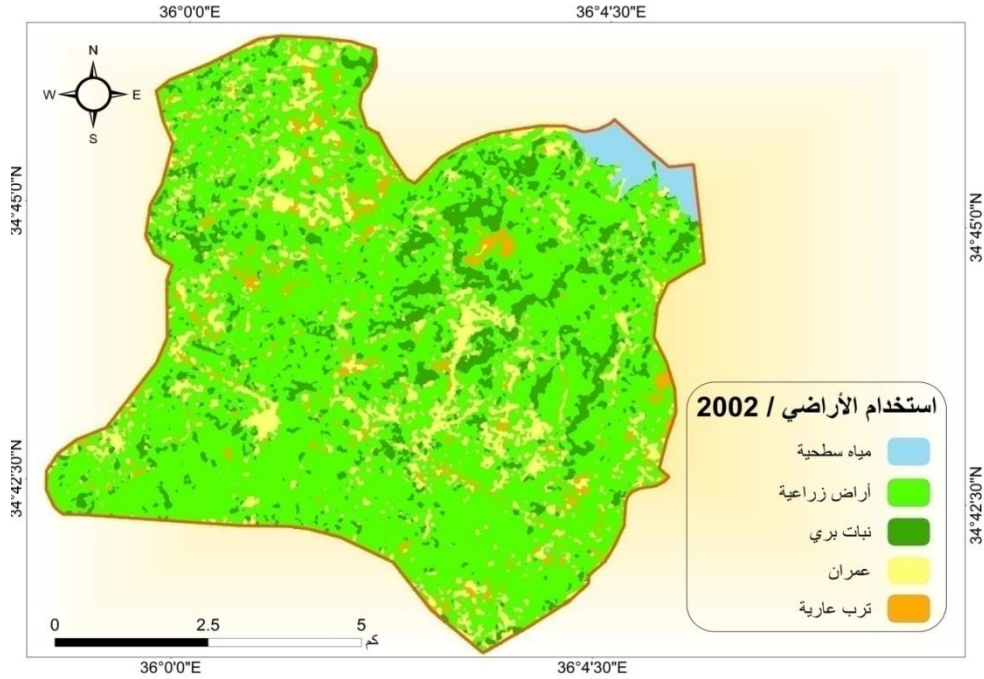 36°0'0"E
36°4'30"E
N
W
E
S
34°45'0"N
34°45'0"N
34°42'30"N
34°42'30"N
استخدام الأراضي / 2002
مياه سطحية
أراض زراعية
نبات بري
عمران
ترب عارية
0
2.5
5
كم
36°0'0"E
36°4'30"E